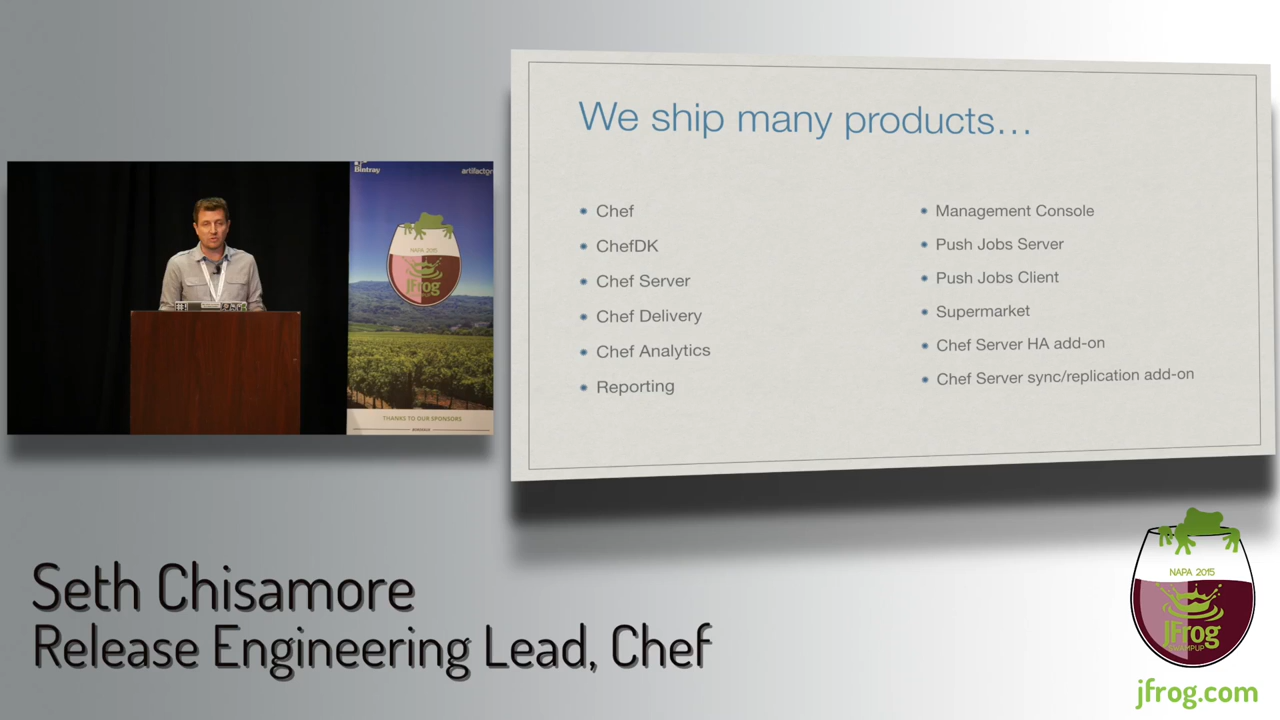 We ship many products...
Chef
ChefDK
Chef Server
Chef Delivery
Chef Analytics
Reporting
Management Console
Push Jobs Server
Push Jobs Client
Supermarket
Chef Server HA add-on
Chef Server sync/replication add-on
Bintray
artifactor
NAPA 2015
jFrog
THANKS TO OUR SPONSORS
Seth Chisamore
Release Engineering Lead, Chef
NAPA 2015
JFrog
SWAMPUP
jfrog.com